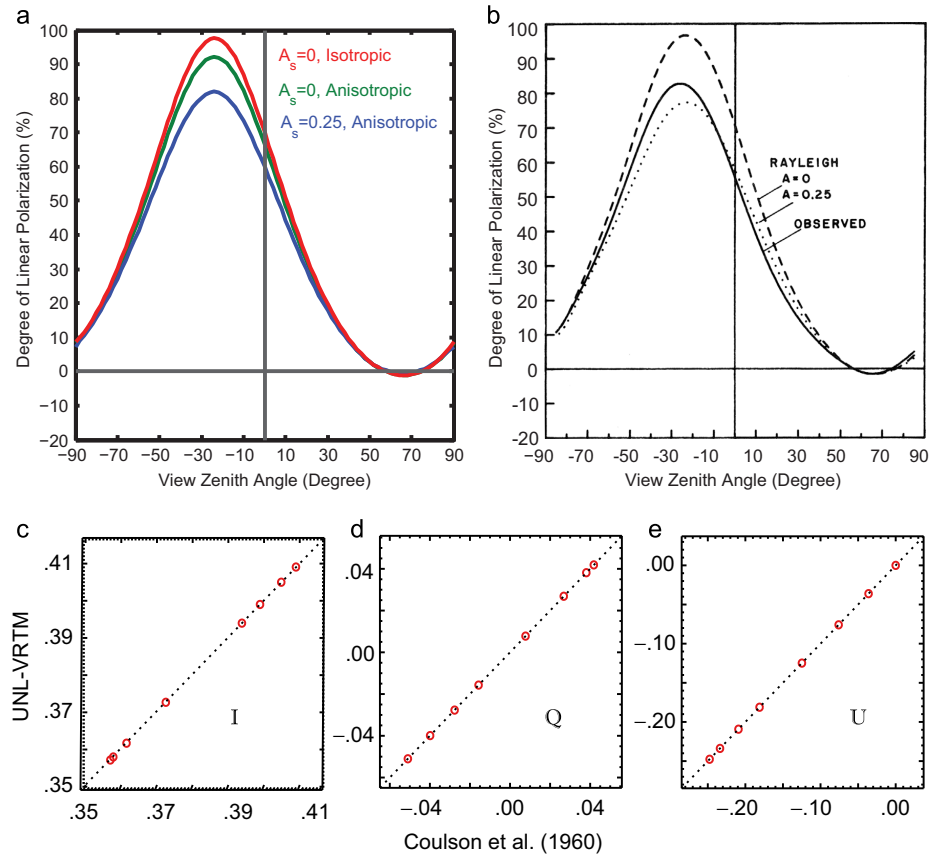 a
100
90
80
70
60
50
40
30
20
10
0
−10
−20
Degree of Linear Polarization (%)
A_s=0, Isotropic
A_s=0, Anisotropic
A_s=0.25, Anisotropic
−90 −70 −50 −30 −10 10 30 50 70 90
View Zenith Angle (Degree)
b
100
90
80
70
60
50
40
30
20
10
0
-10
-20
Degree of Linear Polarization (%)
RAYLEIGH
A=0
A=0.25
OBSERVED
-90 -70 -50 -30 -10 10 30 50 70 90
View Zenith Angle (Degree)
c
.41
.39
.37
.35
UNL-VRTM
I
.35 .37 .39 .41
d
.04
.00
−.04
Q
−.04 .00 .04
e
.00
−.10
−.20
U
−.20 −.10 .00
Coulson et al. (1960)